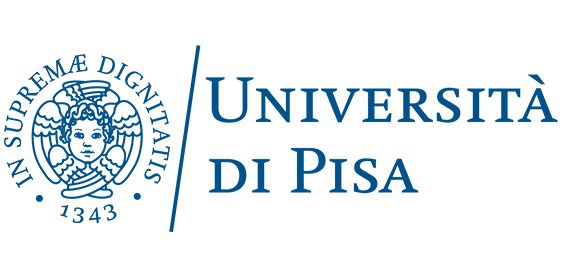 IN SUPREMÆ DIGNITATIS
• 1343 •
UNIVERSITÀ
DI PISA